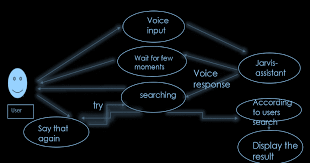 Voice
input
Wait for few
moments
Jarvis-
assistant
Voice
response
searching
try
User
Say that
again
According
to users
search
Display the
result